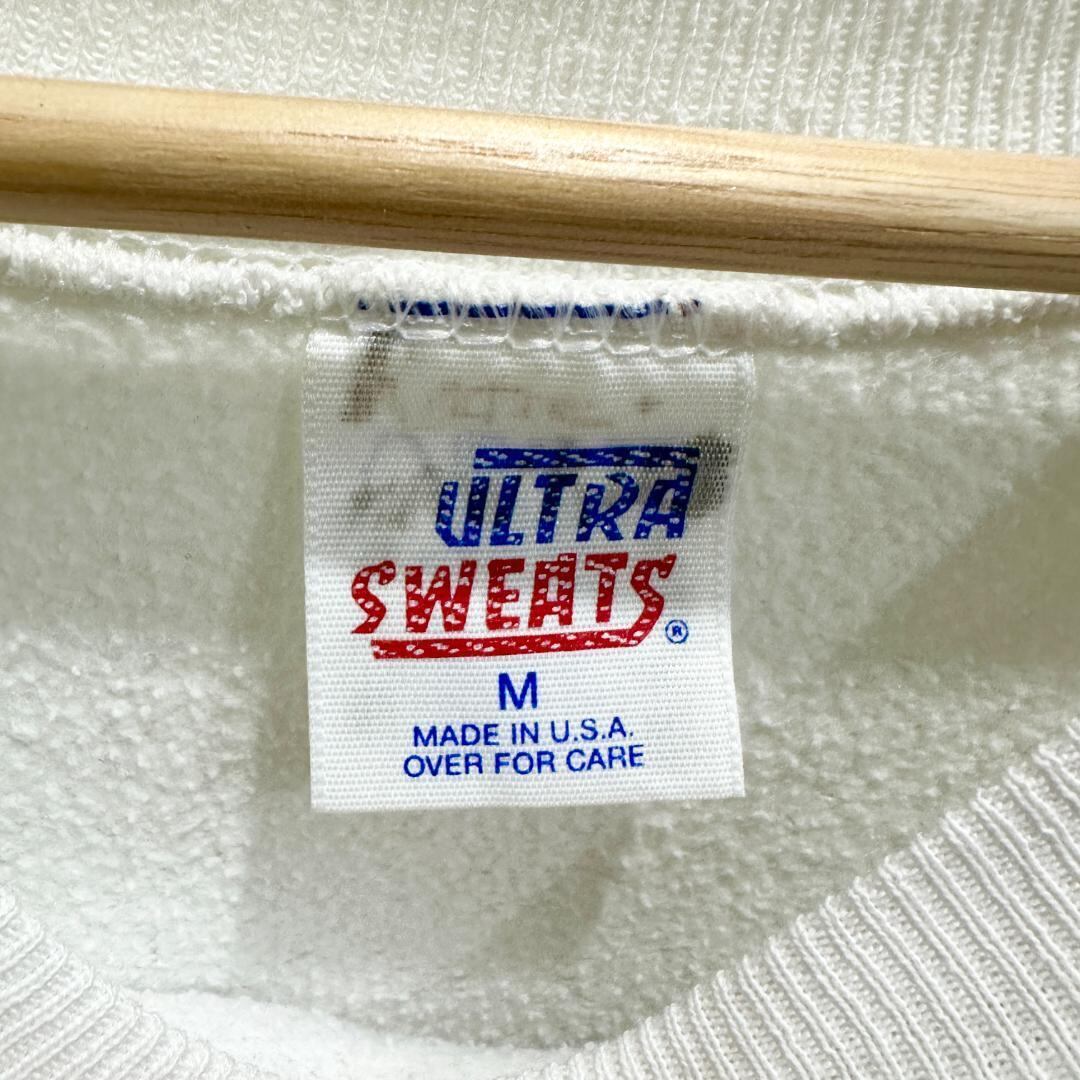 ULTRA
SWEATS®
M
MADE IN U.S.A.
OVER FOR CARE